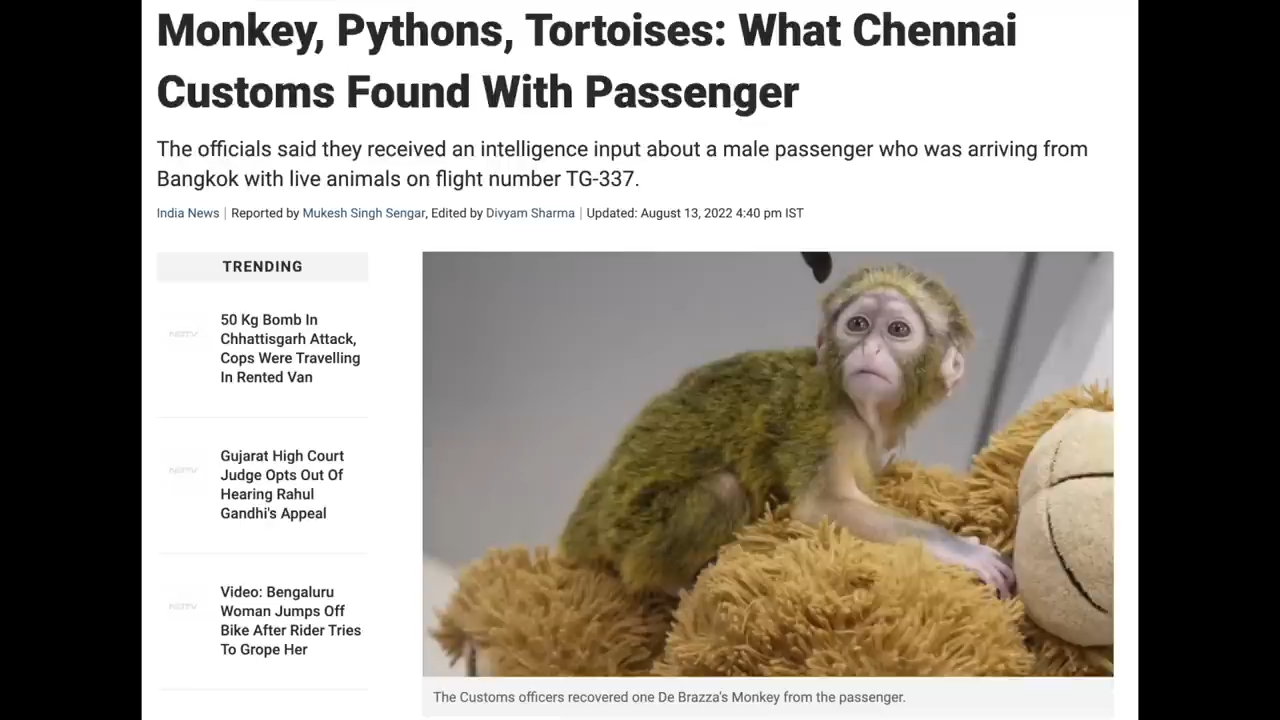 Monkey, Pythons, Tortoises: What Chennai
Customs Found With Passenger
The officials said they received an intelligence input about a male passenger who was arriving from
Bangkok with live animals on flight number TG-337.
India News | Reported by Mukesh Singh Sengar, Edited by Divyam Sharma | Updated: August 13, 2022 4:40 pm IST
TRENDING
NDTV
50 Kg Bomb In
Chhattisgarh Attack,
Cops Were Travelling
In Rented Van
NDTV
Gujarat High Court
Judge Opts Out Of
Hearing Rahul
Gandhi's Appeal
NDTV
Video: Bengaluru
Woman Jumps Off
Bike After Rider Tries
To Grope Her
The Customs officers recovered one De Brazza's Monkey from the passenger.